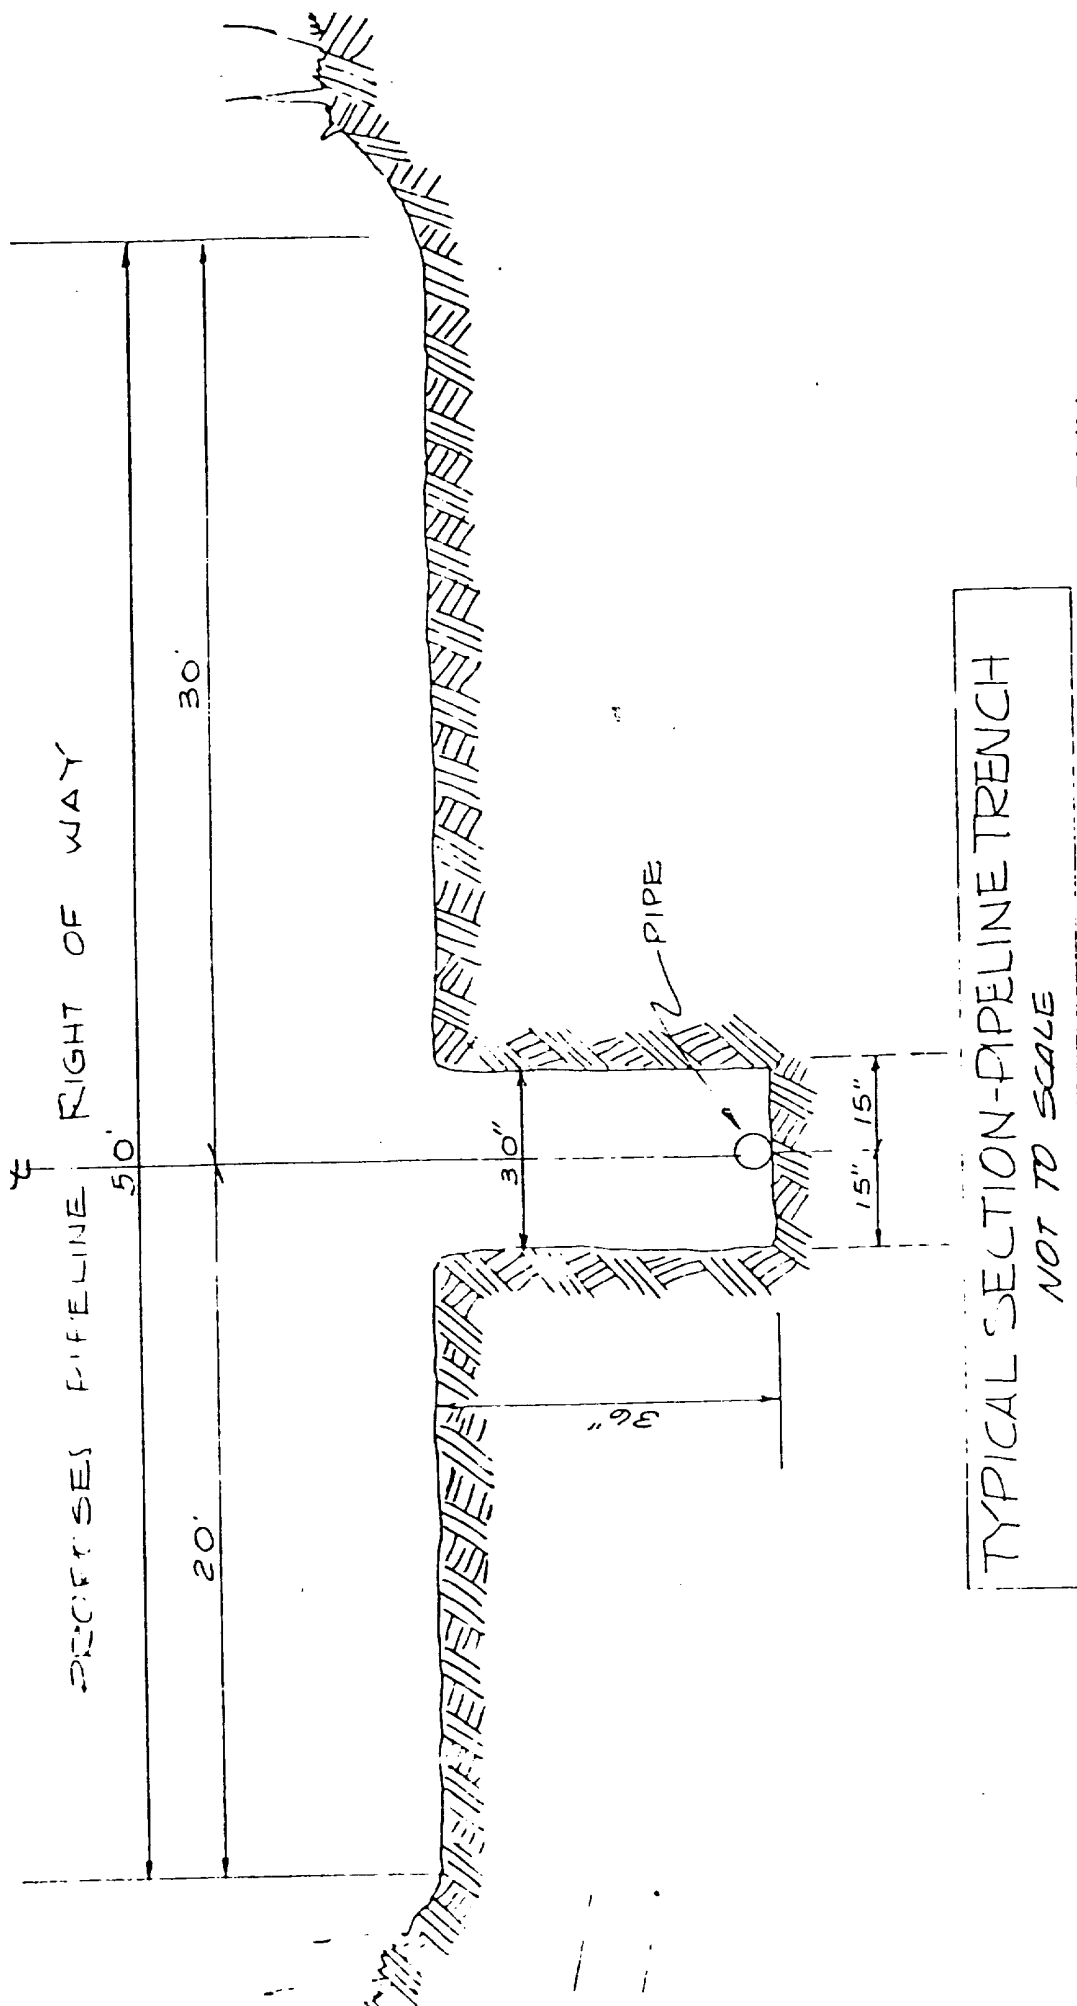 ℄
PROPOSED PIPELINE RIGHT OF WAY
50'
20' 30'
30"
36"
PIPE
15" 15"
TYPICAL SECTION-PIPELINE TRENCH
NOT TO SCALE